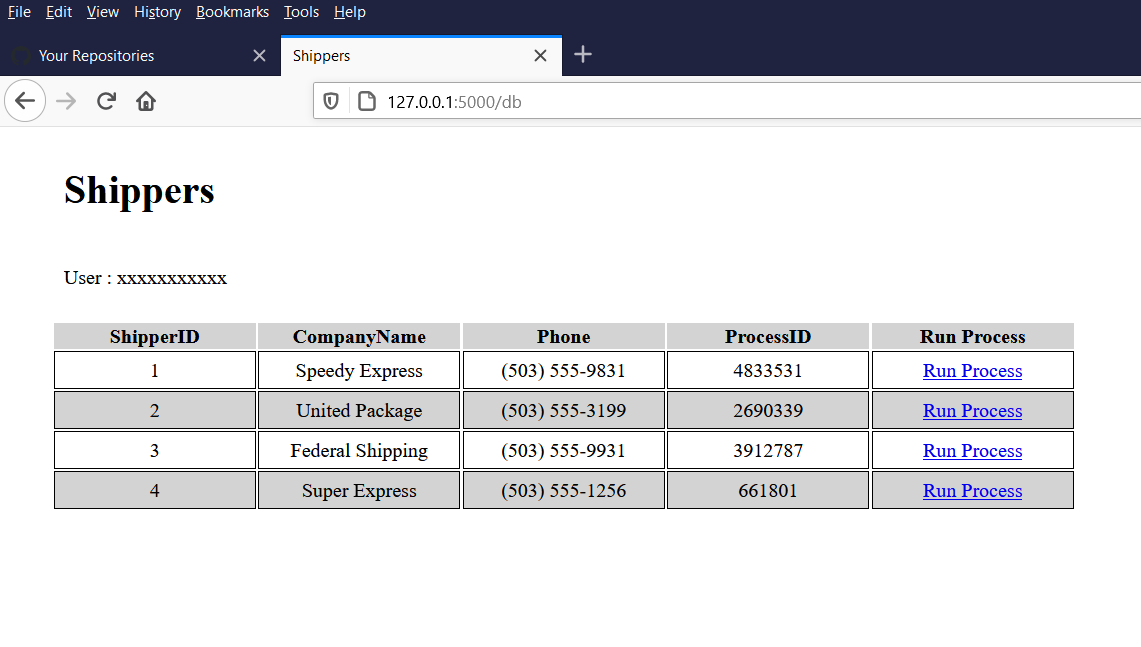 File Edit View History Bookmarks Tools Help
Your Repositories Shippers
127.0.0.1:5000/db
Shippers
User : xxxxxxxxxxx
ShipperID CompanyName Phone ProcessID Run Process
1 Speedy Express (503) 555-9831 4833531 Run Process
2 United Package (503) 555-3199 2690339 Run Process
3 Federal Shipping (503) 555-9931 3912787 Run Process
4 Super Express (503) 555-1256 661801 Run Process